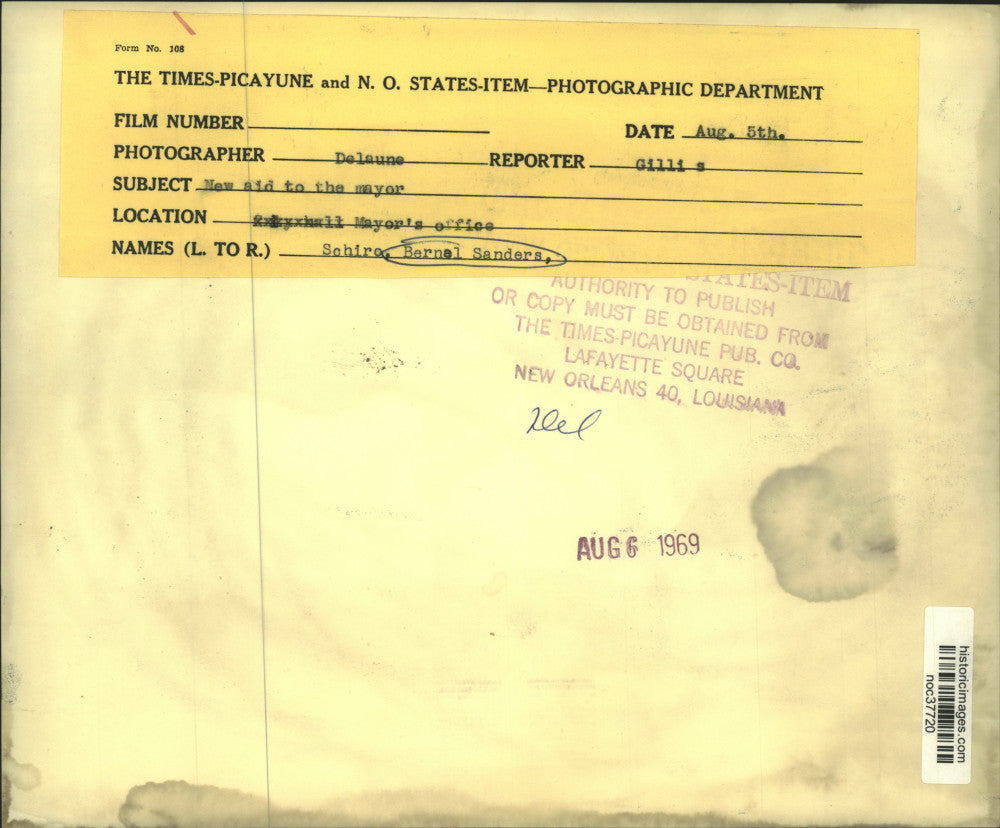 Form No. 108
THE TIMES-PICAYUNE and N. O. STATES-ITEM—PHOTOGRAPHIC DEPARTMENT
FILM NUMBER
DATE Aug. 5th.
PHOTOGRAPHER Delaune REPORTER Gilli s
SUBJECT New aid to the mayor
LOCATION Mayor's office
NAMES (L. TO R.) Schiro, Bernel Sanders,
STATES-ITEM
AUTHORITY TO PUBLISH
OR COPY MUST BE OBTAINED FROM
THE TIMES-PICAYUNE PUB. CO.
LAFAYETTE SQUARE
NEW ORLEANS 40, LOUISIANA
AUG 6 1969
historicimages.com
noc37720